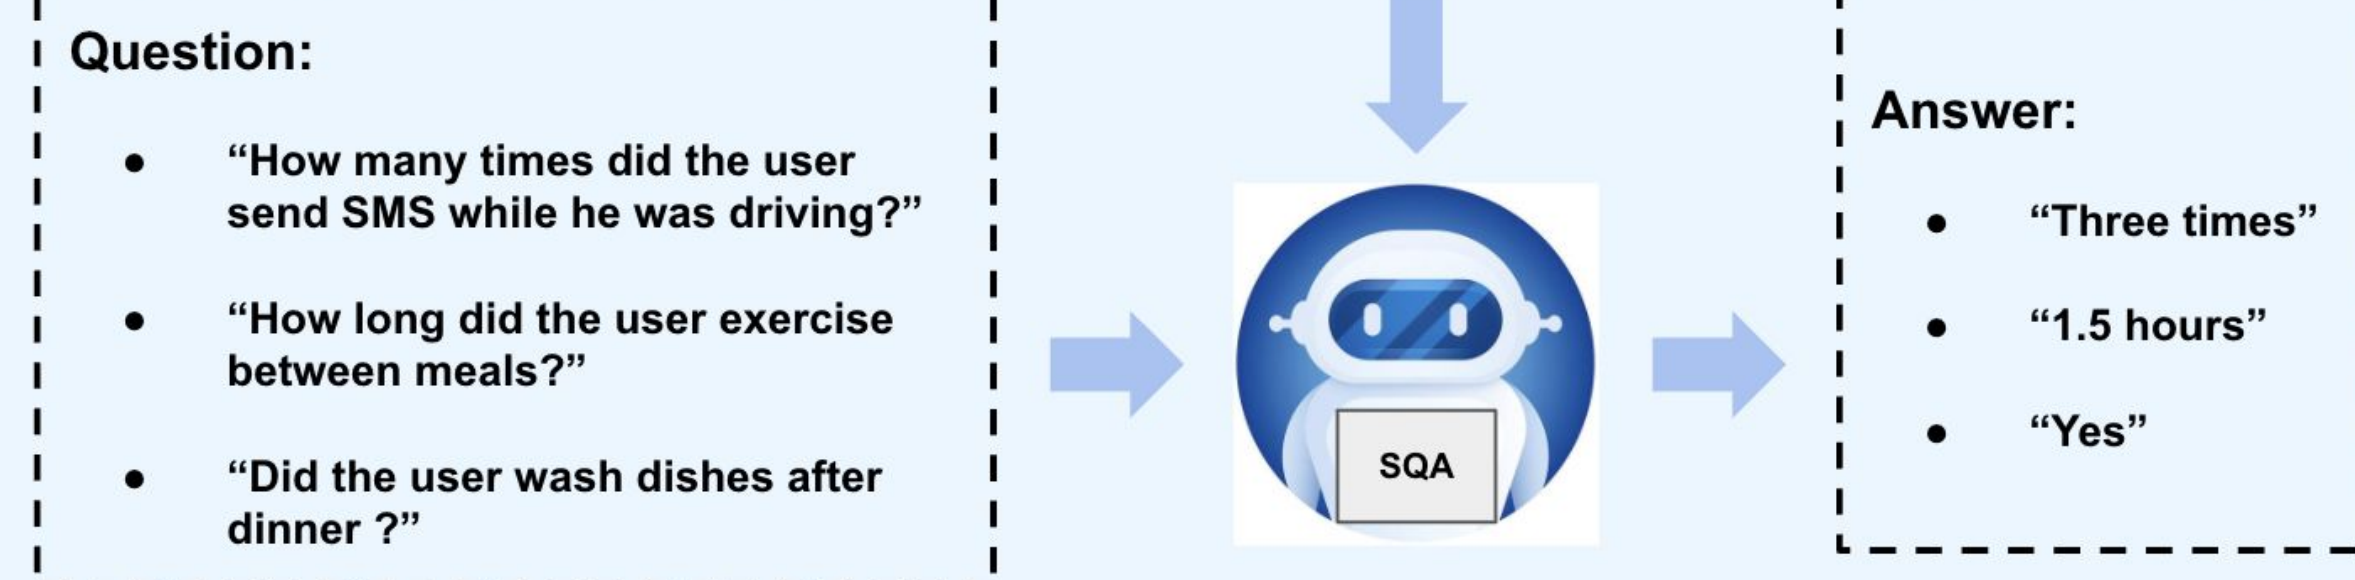 Question:
● “How many times did the user
send SMS while he was driving?”
● “How long did the user exercise
between meals?”
● “Did the user wash dishes after
dinner ?”
SQA
Answer:
● “Three times”
● “1.5 hours”
● “Yes”